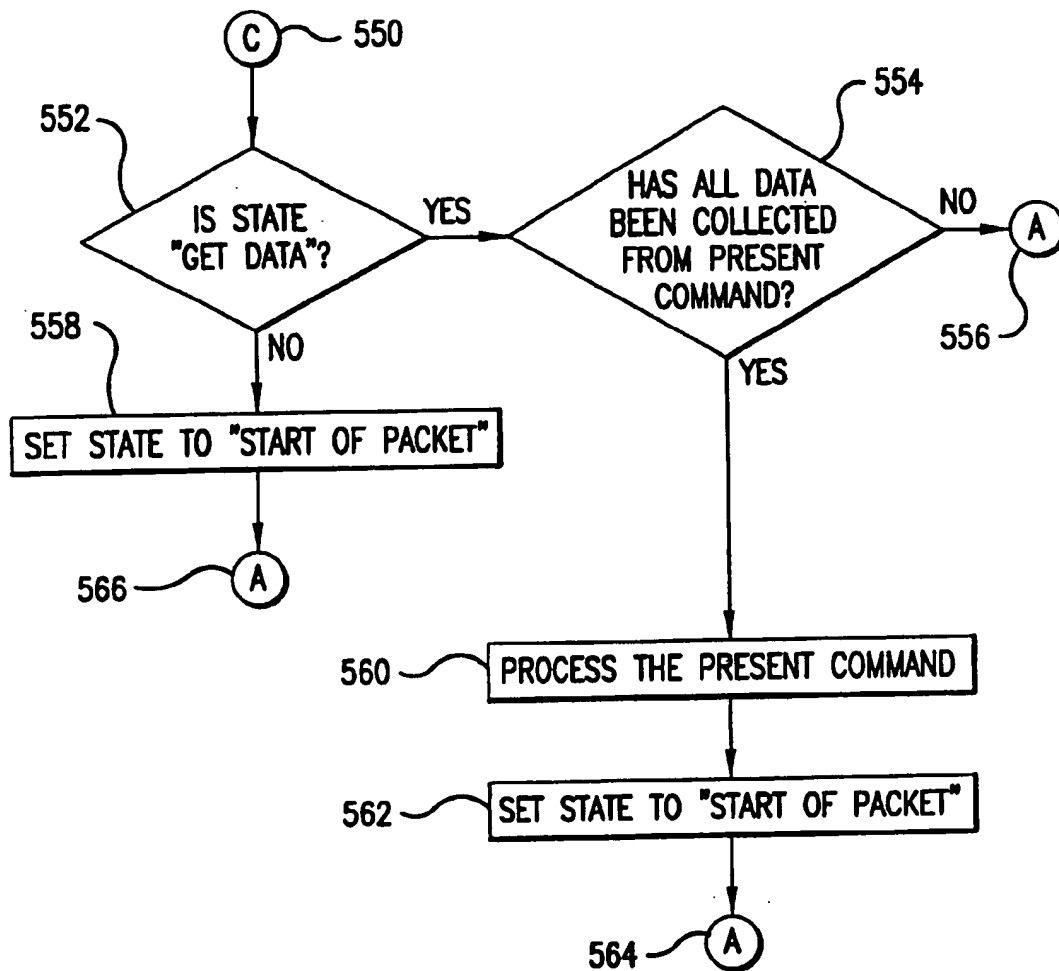 C
550
552
IS STATE
"GET DATA"?
YES
554
HAS ALL DATA
BEEN COLLECTED
FROM PRESENT
COMMAND?
NO
A
556
YES
558
NO
SET STATE TO "START OF PACKET"
566
A
560
PROCESS THE PRESENT COMMAND
562
SET STATE TO "START OF PACKET"
564
A